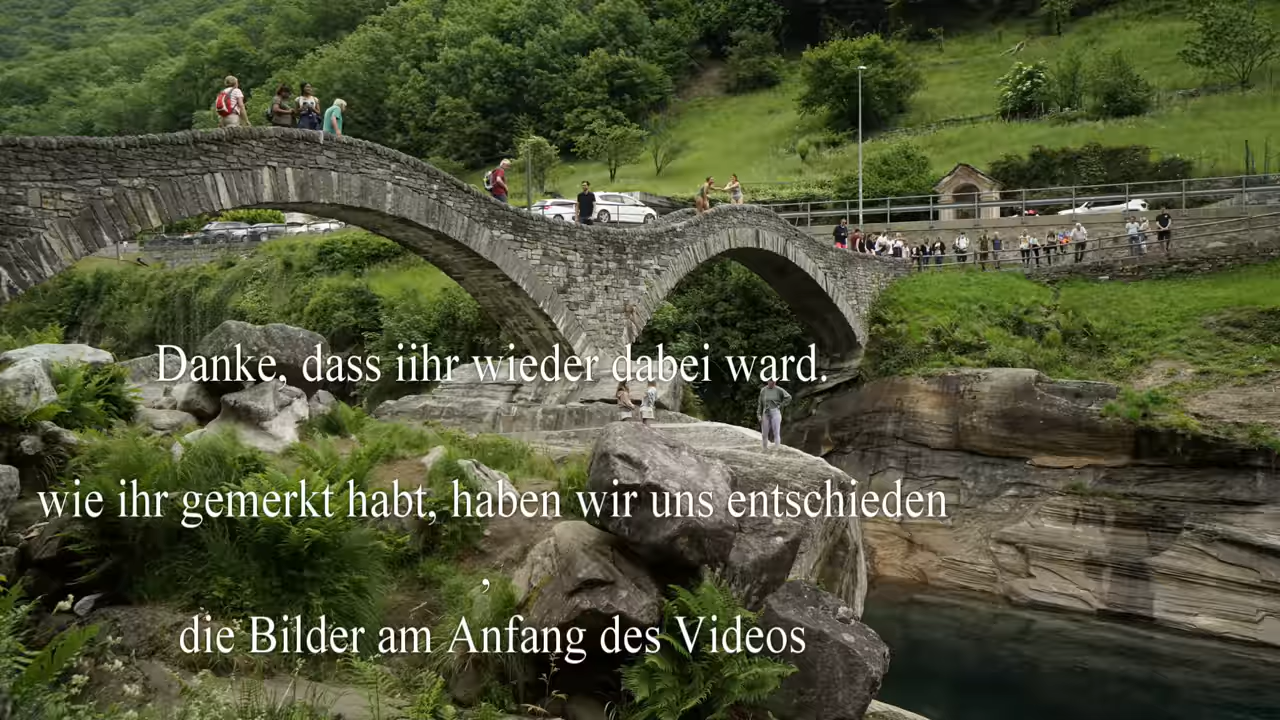 Danke, dass iihr wieder dabei ward.
wie ihr gemerkt habt, haben wir uns entschieden
,
die Bilder am Anfang des Videos